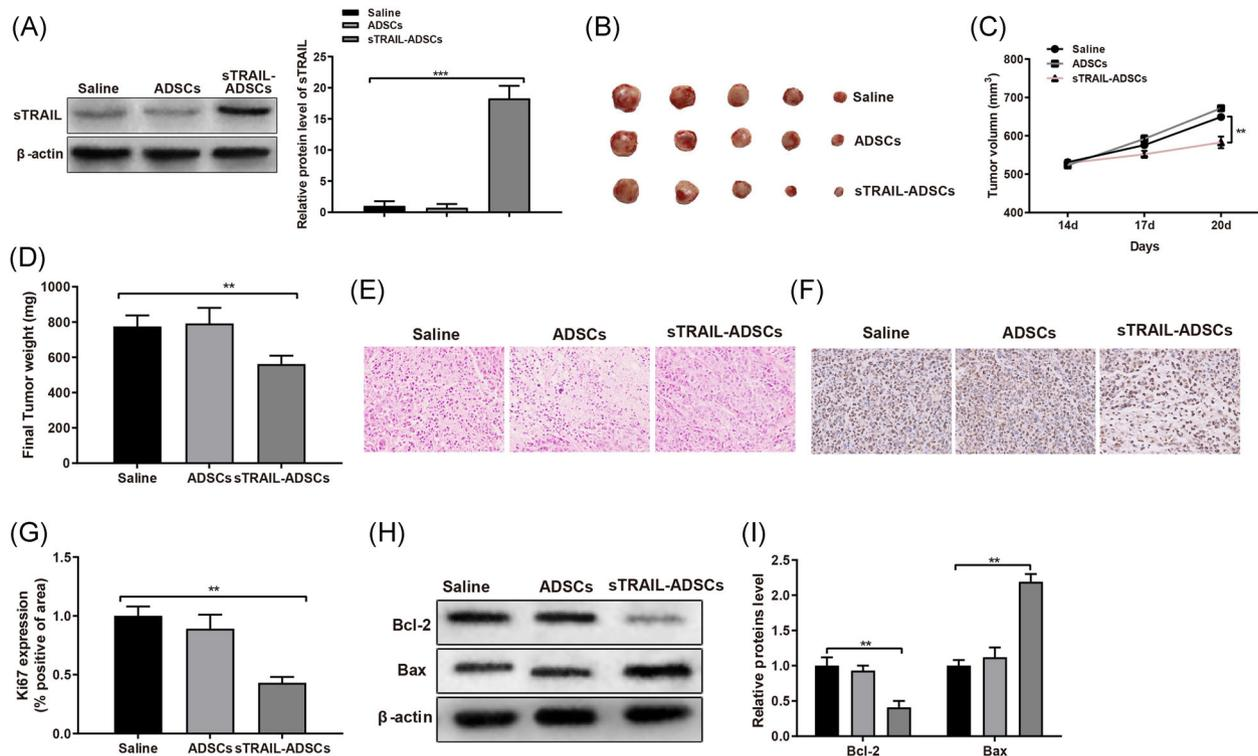 (A)
Saline
ADSCs
sTRAIL-
ADSCs
sTRAIL
β-actin
Saline
ADSCs
sTRAIL-ADSCs
Relative protein level of sTRAIL
25
20
15
10
5
0
***
(B)
Saline
ADSCs
sTRAIL-ADSCs
(C)
Saline
ADSCs
sTRAIL-ADSCs
Tumor volumn (mm³)
800
700
600
500
400
**
14d 17d 20d
Days
(D)
Final Tumor weight (mg)
1000
800
600
400
200
0
**
Saline ADSCs sTRAIL-ADSCs
(E)
Saline ADSCs sTRAIL-ADSCs
(F)
Saline ADSCs sTRAIL-ADSCs
(G)
Ki67 expression
(% positive of area)
1.5
1.0
0.5
0.0
**
Saline ADSCs sTRAIL-ADSCs
(H)
Saline ADSCs sTRAIL-ADSCs
Bcl-2
Bax
β-actin
(I)
Relative proteins level
2.5
2.0
1.5
1.0
0.5
0.0
**
**
Bcl-2 Bax